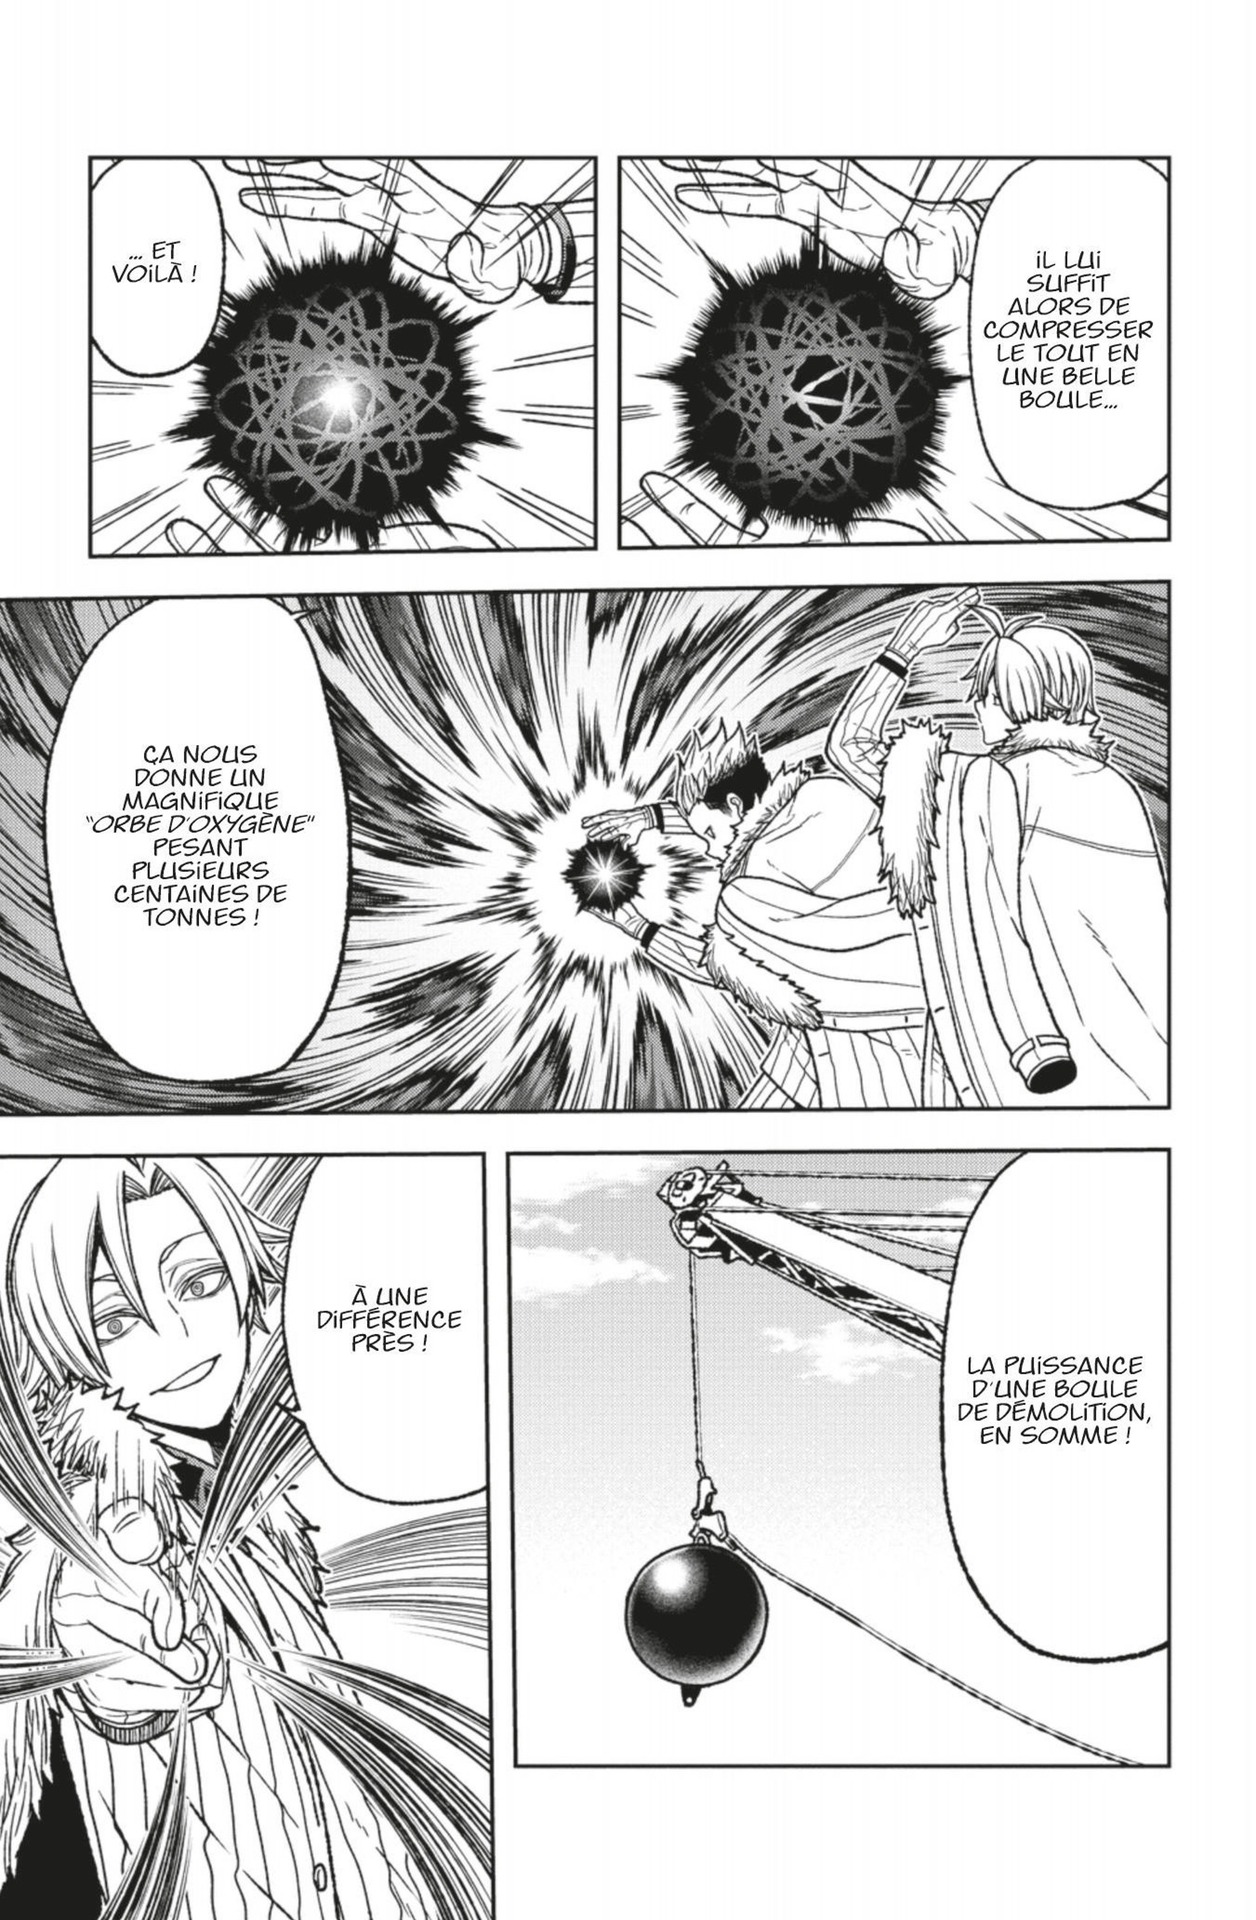 IL LUI
SUFFIT
ALORS DE
COMPRESSER
LE TOUT EN
UNE BELLE
BOULE...
... ET
VOILÀ !
ÇA NOUS
DONNE UN
MAGNIFIQUE
"ORBE D'OXYGÈNE"
PESANT
PLUSIEURS
CENTAINES DE
TONNES !
LA PUISSANCE
D'UNE BOULE
DE DÉMOLITION,
EN SOMME !
À UNE
DIFFÉRENCE
PRÈS !